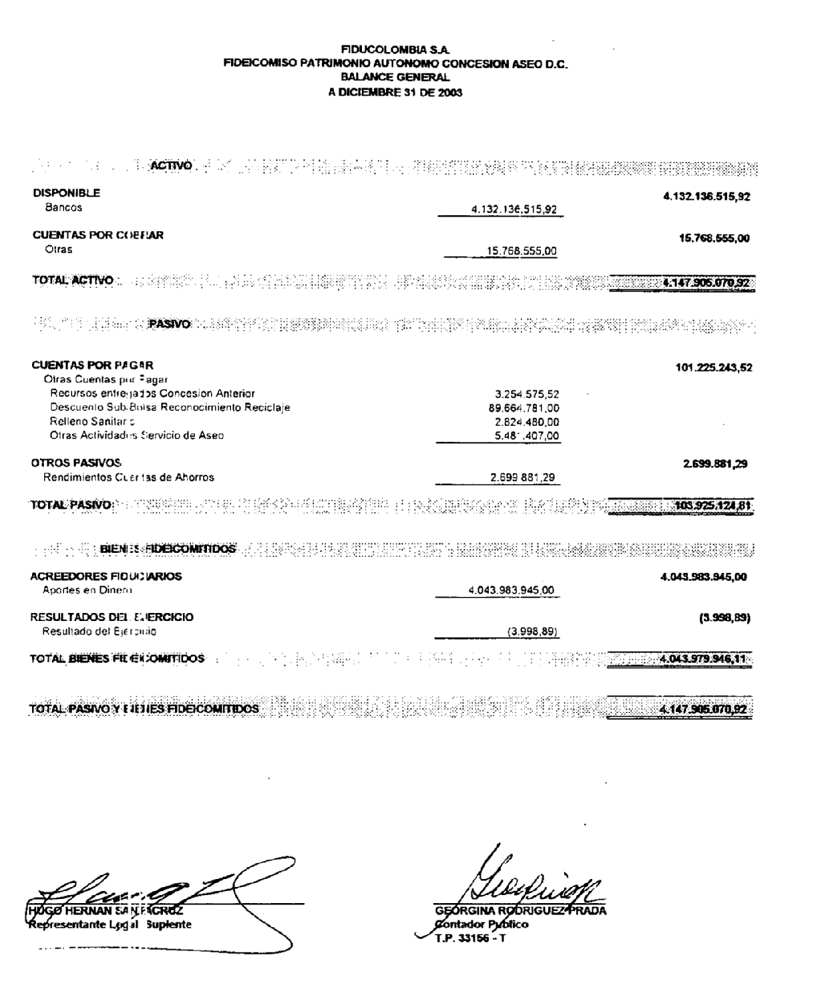 FIDUCOLOMBIA S.A.
FIDEICOMISO PATRIMONIO AUTONOMO CONCESION ASEO D.C.
BALANCE GENERAL
A DICIEMBRE 31 DE 2003
ACTIVO
DISPONIBLE 4.132.136.515,92
Bancos 4.132.136.515,92
CUENTAS POR COBRAR 15.768.555,00
Otras 15.768.555,00
TOTAL ACTIVO 4.147.905.070,92
PASIVO
CUENTAS POR PAGAR 101.225.243,52
Otras Cuentas por Pagar
Recursos entregados Concesion Anterior 3.254.575,52
Descuento Sub-Bolsa Reconocimiento Reciclaje 89.664.781,00
Relleno Sanitario 2.824.480,00
Otras Actividades Servicio de Aseo 5.481.407,00
OTROS PASIVOS 2.699.881,29
Rendimientos Cuentas de Ahorros 2.699.881,29
TOTAL PASIVO 103.925.124,81
BIENES FIDEICOMITIDOS
ACREEDORES FIDUCIARIOS 4.043.983.945,00
Aportes en Dinero 4.043.983.945,00
RESULTADOS DEL EJERCICIO (3.998,89)
Resultado del Ejercicio (3.998,89)
TOTAL BIENES FIDEICOMITIDOS 4.043.979.946,11
TOTAL PASIVO Y BIENES FIDEICOMITIDOS 4.147.905.070,92
HUGO HERNAN SANTACRUZ GEORGINA RODRIGUEZ PRADA
Representante Legal Suplente Contador Publico
T.P. 33156 - T